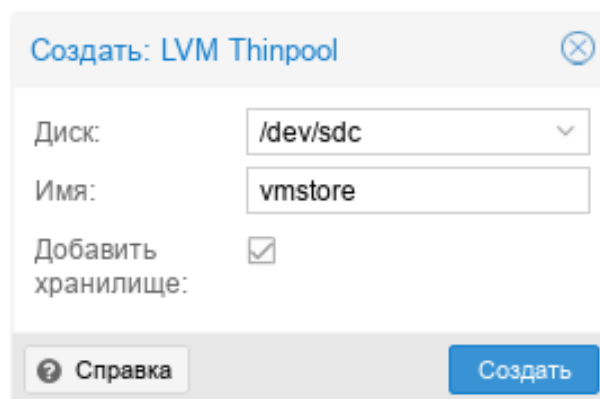 Создать: LVM Thinpool
Диск: /dev/sdc
Имя: vmstore
Добавить
хранилище:
Справка Создать